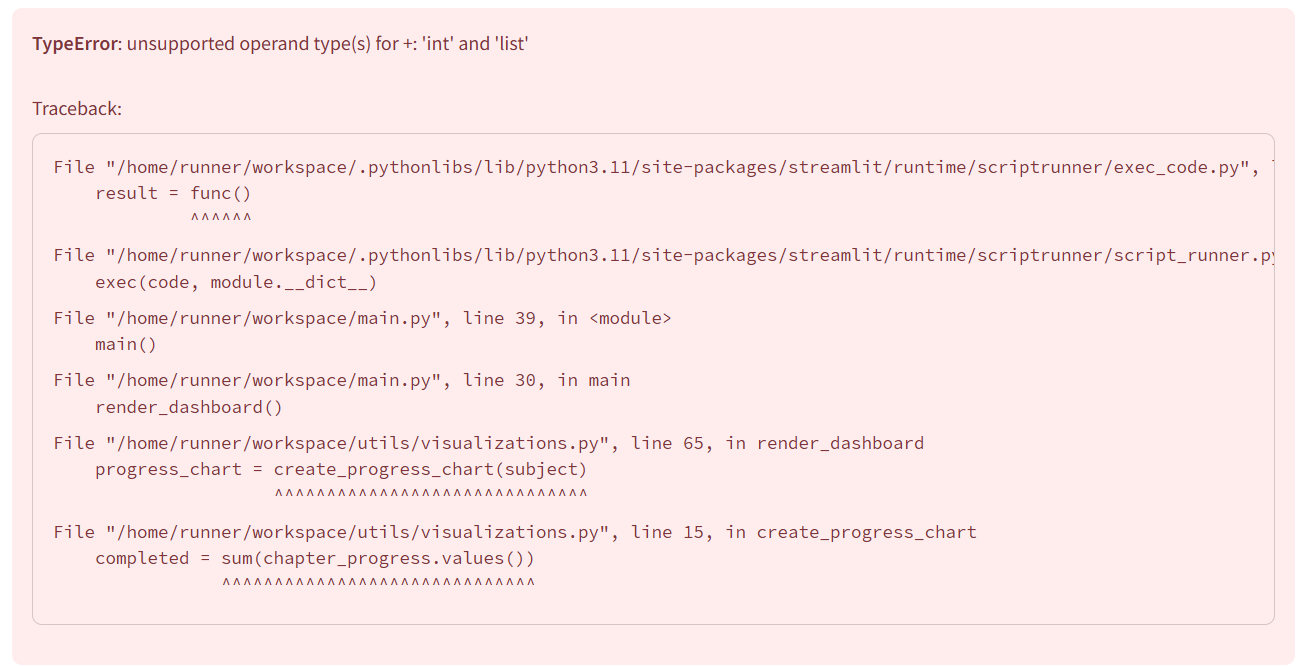 TypeError: unsupported operand type(s) for +: 'int' and 'list'
Traceback:
File "/home/runner/workspace/.pythonlibs/lib/python3.11/site-packages/streamlit/runtime/scriptrunner/exec_code.py",
result = func()
^^^^^^
File "/home/runner/workspace/.pythonlibs/lib/python3.11/site-packages/streamlit/runtime/scriptrunner/script_runner.py
exec(code, module.__dict__)
File "/home/runner/workspace/main.py", line 39, in <module>
main()
File "/home/runner/workspace/main.py", line 30, in main
render_dashboard()
File "/home/runner/workspace/utils/visualizations.py", line 65, in render_dashboard
progress_chart = create_progress_chart(subject)
^^^^^^^^^^^^^^^^^^^^^^^^^^^^^^
File "/home/runner/workspace/utils/visualizations.py", line 15, in create_progress_chart
completed = sum(chapter_progress.values())
^^^^^^^^^^^^^^^^^^^^^^^^^^^^^^